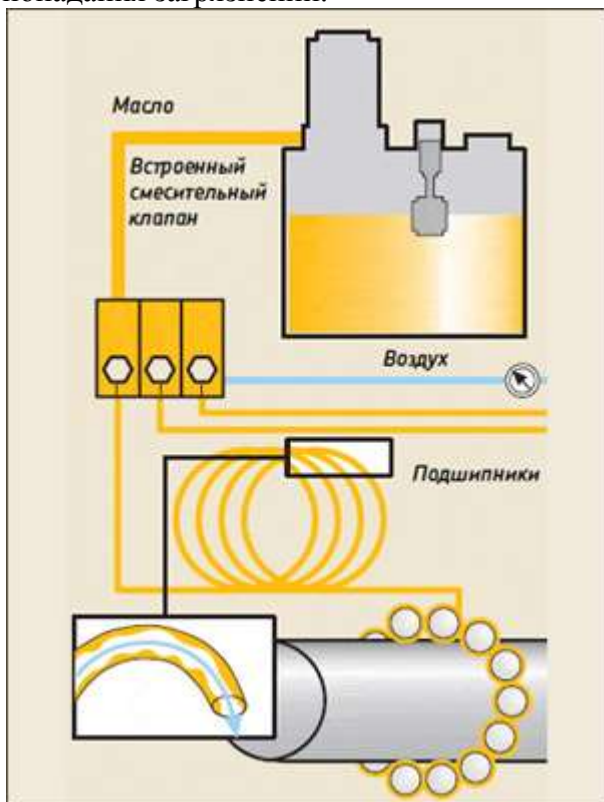 Масло
Встроенный
смесительный
клапан
Воздух
Подшипники